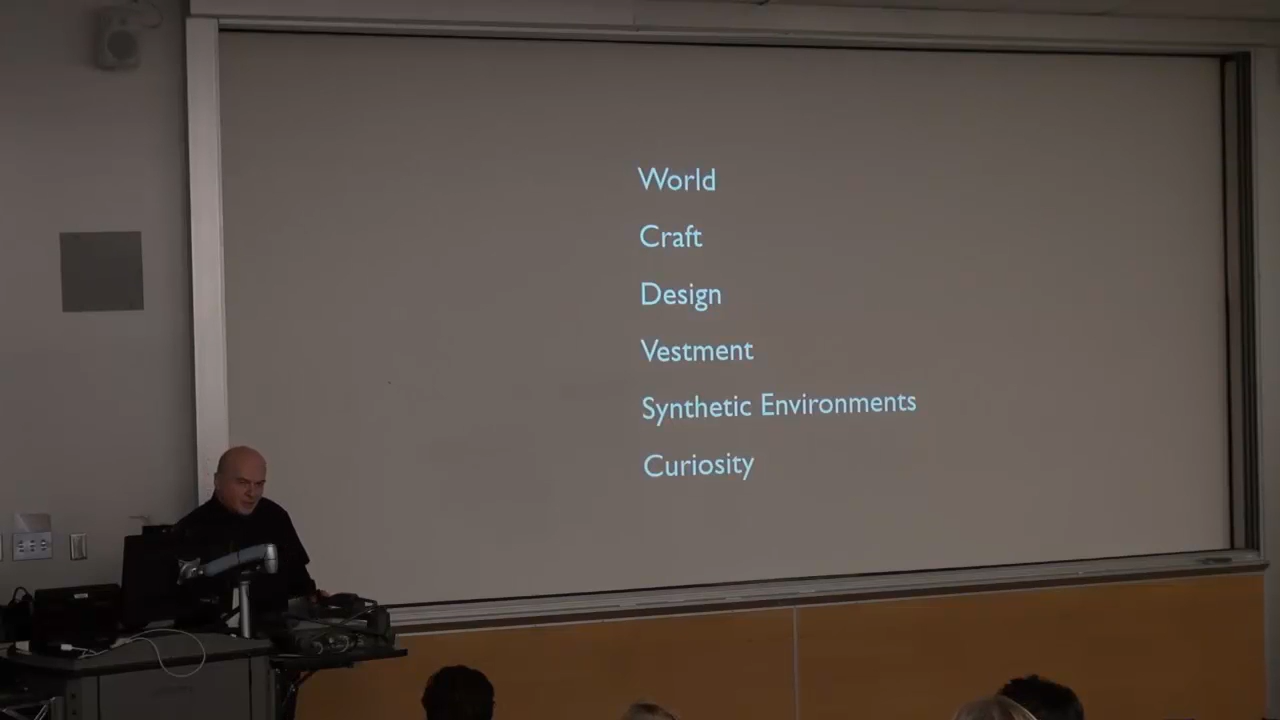 World
Craft
Design
Vestment
Synthetic Environments
Curiosity